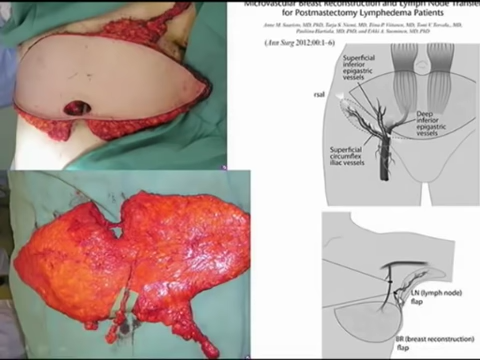 Microvascular Breast Reconstruction and Lymph Node Transfer
for Postmastectomy Lymphedema Patients
(Ann Surg 2012;00:1–6)
Superficial
inferior
epigastric
vessels
rsal
Deep
inferior
epigastric
vessels
Superficial
circumflex
iliac vessels
LN (lymph node)
flap
BR (breast reconstruction)
flap